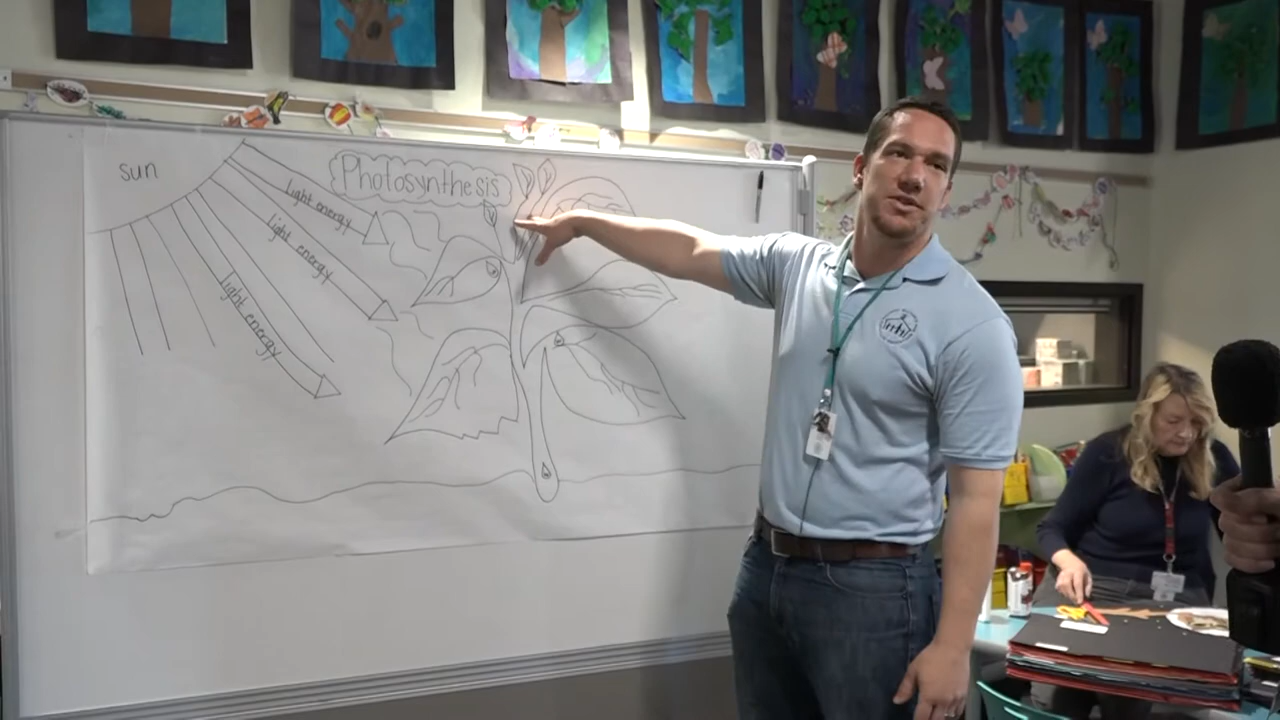 sun
Photosynthesis
light energy
light energy
light energy